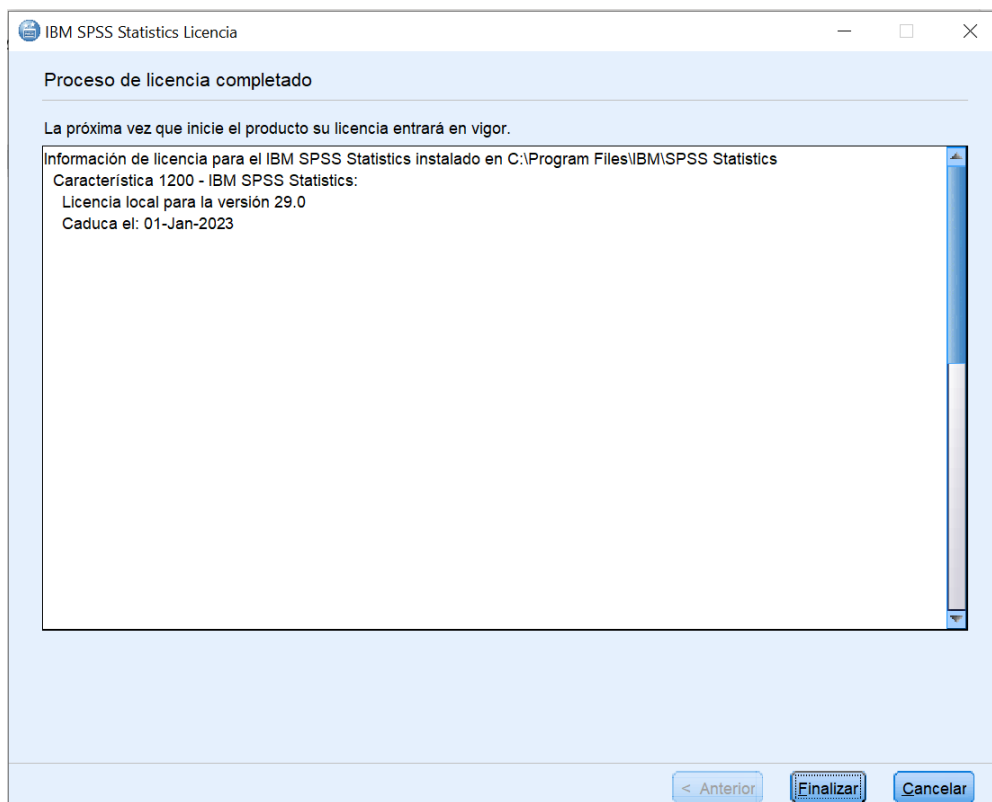 IBM SPSS Statistics Licencia
Proceso de licencia completado
La próxima vez que inicie el producto su licencia entrará en vigor.
Información de licencia para el IBM SPSS Statistics instalado en C:\Program Files\IBM\SPSS Statistics
Característica 1200 - IBM SPSS Statistics:
Licencia local para la versión 29.0
Caduca el: 01-Jan-2023
< Anterior Finalizar Cancelar